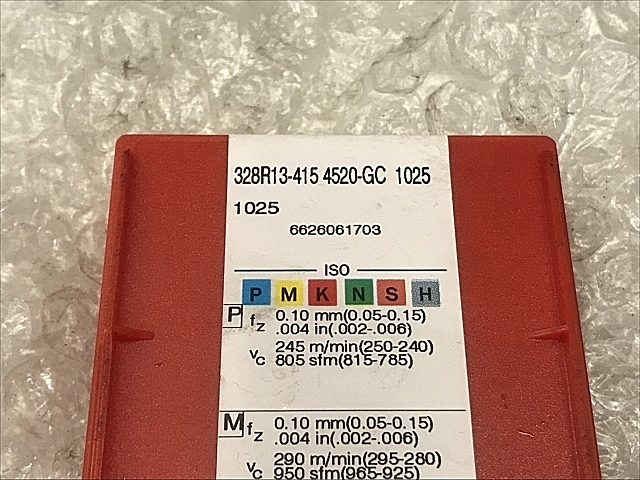 328R13-415 4520-GC 1025
1025
6626061703
ISO
P M K N S H
P fz 0.10 mm(0.05-0.15)
.004 in(.002-.006)
vc 245 m/min(250-240)
805 sfm(815-785)
M fz 0.10 mm(0.05-0.15)
.004 in(.002-.006)
vc 290 m/min(295-280)
950 sfm(965-925)